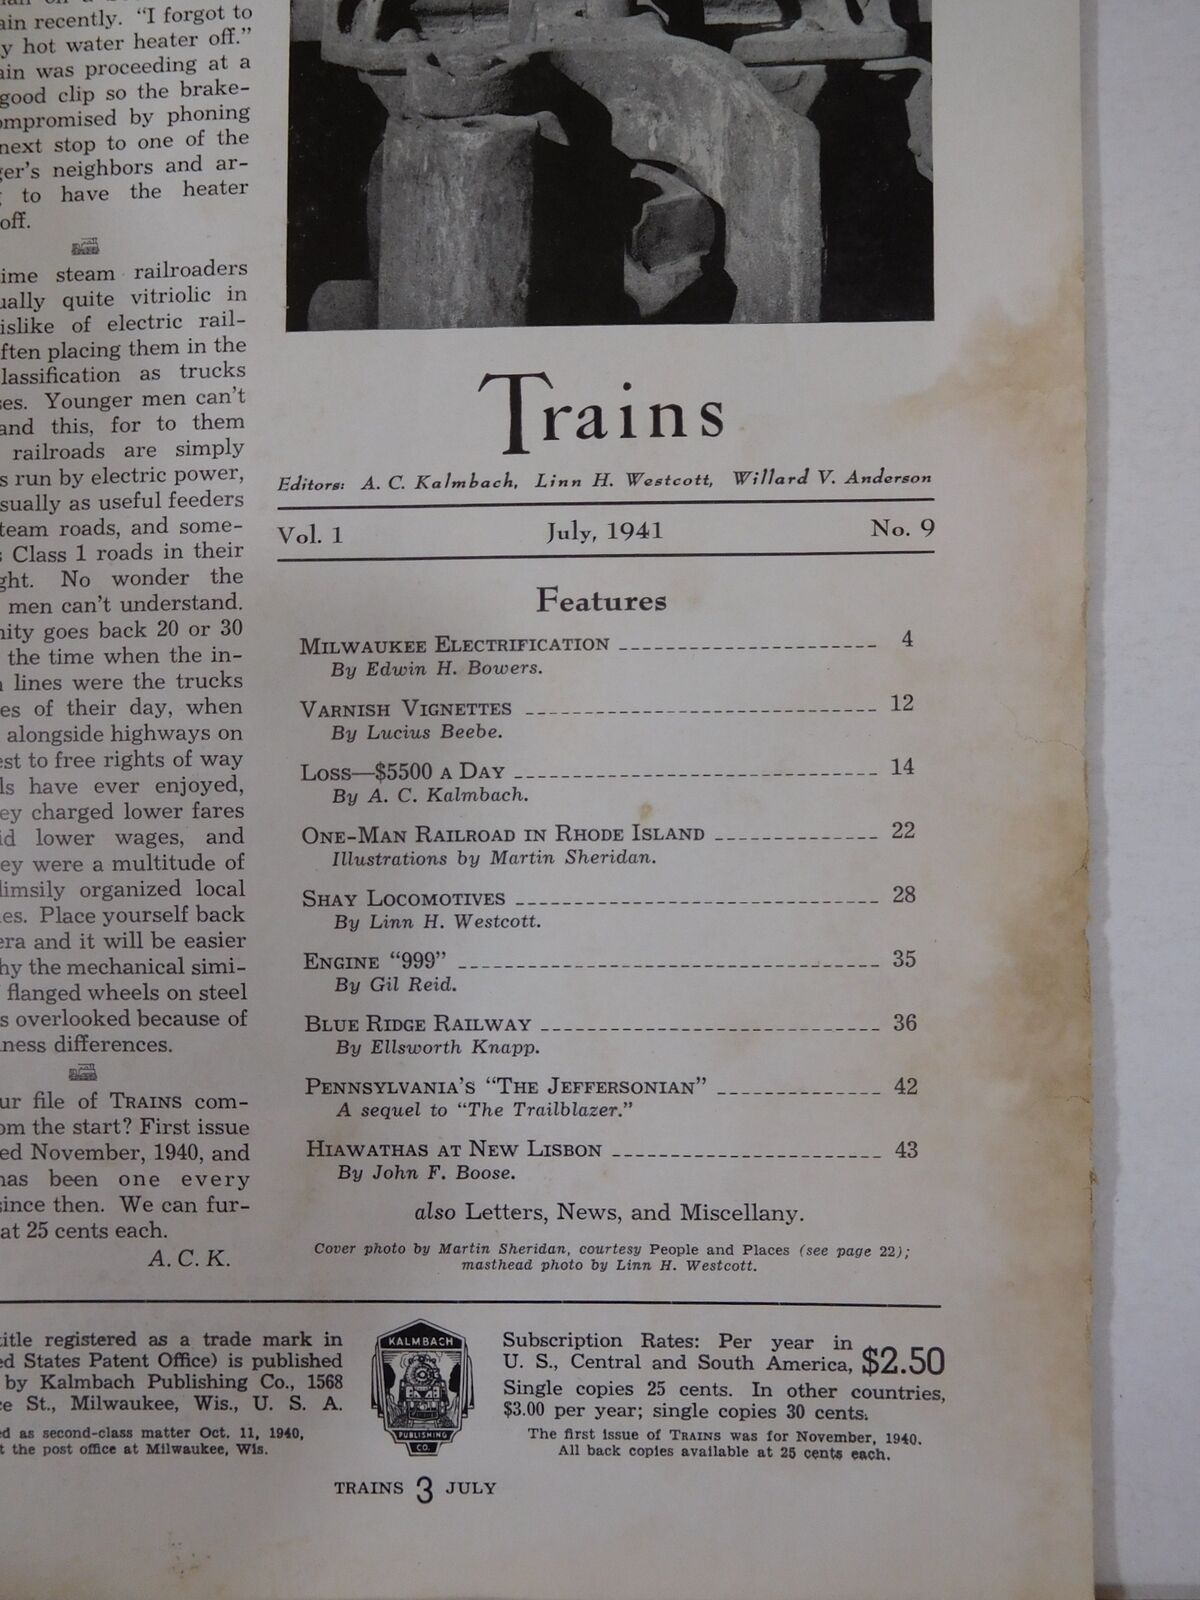 ain recently. "I forgot to
y hot water heater off."
ain was proceeding at a
good clip so the brake-
ompromised by phoning
next stop to one of the
ger's neighbors and ar-
to have the heater
off.
ime steam railroaders
ually quite vitriolic in
islike of electric rail-
ften placing them in the
lassification as trucks
ses. Younger men can't
and this, for to them
railroads are simply
s run by electric power,
sually as useful feeders
team roads, and some-
s Class 1 roads in their
ght. No wonder the
men can't understand.
nity goes back 20 or 30
the time when the in-
n lines were the trucks
es of their day, when
alongside highways on
est to free rights of way
ls have ever enjoyed,
ey charged lower fares
id lower wages, and
ey were a multitude of
limsily organized local
es. Place yourself back
era and it will be easier
hy the mechanical simi-
flanged wheels on steel
s overlooked because of
ness differences.
ur file of TRAINS com-
om the start? First issue
ed November, 1940, and
has been one every
since then. We can fur-
at 25 cents each.
A. C. K.
Trains
Editors: A. C. Kalmbach, Linn H. Westcott, Willard V. Anderson
Vol. 1 July, 1941 No. 9
Features
MILWAUKEE ELECTRIFICATION 4
By Edwin H. Bowers.
VARNISH VIGNETTES 12
By Lucius Beebe.
LOSS—$5500 A DAY 14
By A. C. Kalmbach.
ONE-MAN RAILROAD IN RHODE ISLAND 22
Illustrations by Martin Sheridan.
SHAY LOCOMOTIVES 28
By Linn H. Westcott.
ENGINE "999" 35
By Gil Reid.
BLUE RIDGE RAILWAY 36
By Ellsworth Knapp.
PENNSYLVANIA'S "THE JEFFERSONIAN" 42
A sequel to "The Trailblazer."
HIAWATHAS AT NEW LISBON 43
By John F. Boose.
also Letters, News, and Miscellany.
Cover photo by Martin Sheridan, courtesy People and Places (see page 22);
masthead photo by Linn H. Westcott.
title registered as a trade mark in
ed States Patent Office) is published
by Kalmbach Publishing Co., 1568
ce St., Milwaukee, Wis., U. S. A.
ed as second-class matter Oct. 11, 1940,
t the post office at Milwaukee, Wis.
KALMBACH
PUBLISHING
CO.
Subscription Rates: Per year in
U. S., Central and South America, $2.50
Single copies 25 cents. In other countries,
$3.00 per year; single copies 30 cents.
The first issue of TRAINS was for November, 1940.
All back copies available at 25 cents each.
TRAINS 3 JULY